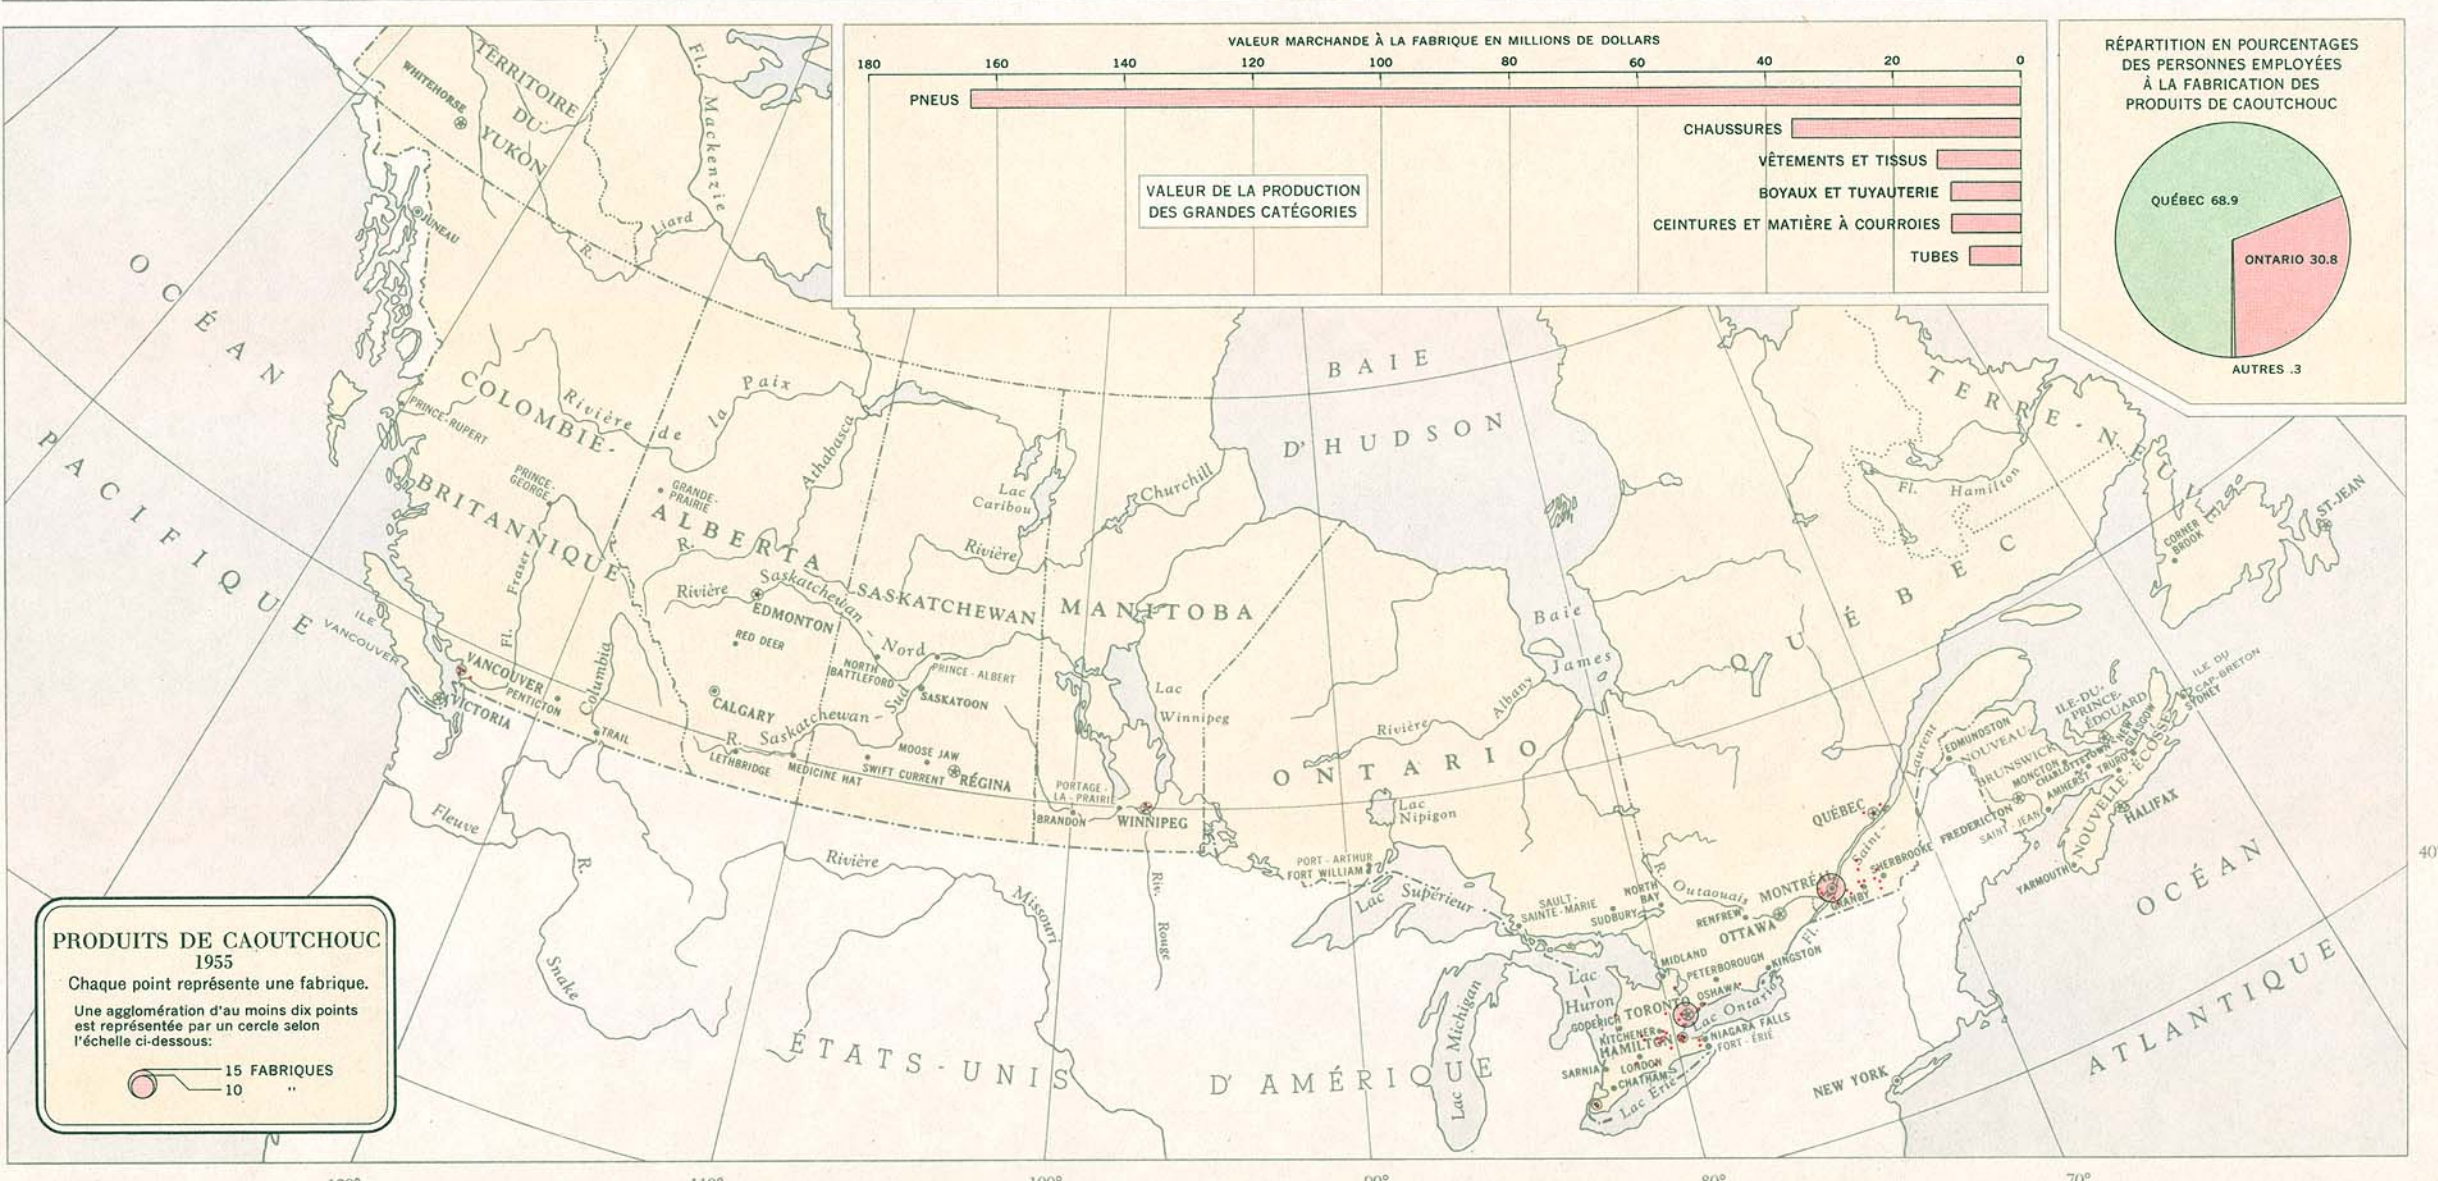 VALEUR MARCHANDE À LA FABRIQUE EN MILLIONS DE DOLLARS
180 160 140 120 100 80 60 40 20 0
PNEUS
CHAUSSURES
VÊTEMENTS ET TISSUS
BOYAUX ET TUYAUTERIE
CEINTURES ET MATIÈRE À COURROIES
TUBES
VALEUR DE LA PRODUCTION
DES GRANDES CATÉGORIES
RÉPARTITION EN POURCENTAGES
DES PERSONNES EMPLOYÉES
À LA FABRICATION DES
PRODUITS DE CAOUTCHOUC
QUÉBEC 68.9
ONTARIO 30.8
AUTRES .3
TERRITOIRE
DU
YUKON
WHITEHORSE
Fl. Mackenzie
JUNEAU
R. Liard
OCÉAN
PACIFIQUE
COLOMBIE-
BRITANNIQUE
PRINCE-RUPERT
PRINCE-
GEORGE
Rivière de la Paix
GRANDE-
PRAIRIE
ALBERTA
R. Athabasca
Lac
Caribou
Rivière Churchill
BAIE
D'HUDSON
TERRE-NEUVE
Fl. Hamilton
CORNER
BROOK
ST-JEAN
Fl. Fraser
ILE
VANCOUVER
VANCOUVER
VICTORIA
PENTICTON
Columbia
TRAIL
Rivière Saskatchewan - Nord
EDMONTON
RED DEER
CALGARY
R. Saskatchewan - Sud
LETHBRIDGE
MEDICINE HAT
SASKATCHEWAN
NORTH
BATTLEFORD
PRINCE-ALBERT
SASKATOON
SWIFT CURRENT
MOOSE JAW
RÉGINA
MANITOBA
Lac
Winnipeg
PORTAGE-
LA-PRAIRIE
BRANDON
WINNIPEG
ONTARIO
Rivière Albany
Baie
James
Lac
Nipigon
PORT-ARTHUR
FORT WILLIAM
Lac Supérieur
SAULT-
SAINTE-MARIE
SUDBURY
NORTH
BAY
QUÉBEC
R. Outaouais
RENFREW
OTTAWA
MONTRÉAL
GRANBY
SHERBROOKE
QUÉBEC
Fl. Saint-Laurent
EDMUNDSTON
NOUVEAU-
BRUNSWICK
FREDERICTON
SAINT-JEAN
MONCTON
ILE-DU-
PRINCE-
ÉDOUARD
CHARLOTTETOWN
AMHERST
TRURO
NEW
GLASGOW
NOUVELLE-ÉCOSSE
HALIFAX
YARMOUTH
ILE DU
CAP-BRETON
SYDNEY
MIDLAND
PETERBOROUGH
KINGSTON
OSHAWA
TORONTO
Lac Ontario
Lac
Huron
GODERICH
KITCHENER
HAMILTON
NIAGARA FALLS
FORT-ÉRIÉ
SARNIA
LONDON
CHATHAM
Lac Érié
Lac Michigan
NEW YORK
OCÉAN
ATLANTIQUE
Fleuve
R. Snake
Rivière Missouri
Riv. Rouge
ÉTATS-UNIS D'AMÉRIQUE
PRODUITS DE CAOUTCHOUC
1955
Chaque point représente une fabrique.
Une agglomération d'au moins dix points
est représentée par un cercle selon
l'échelle ci-dessous:
15 FABRIQUES
10 "
100° 90° 80° 70°
40